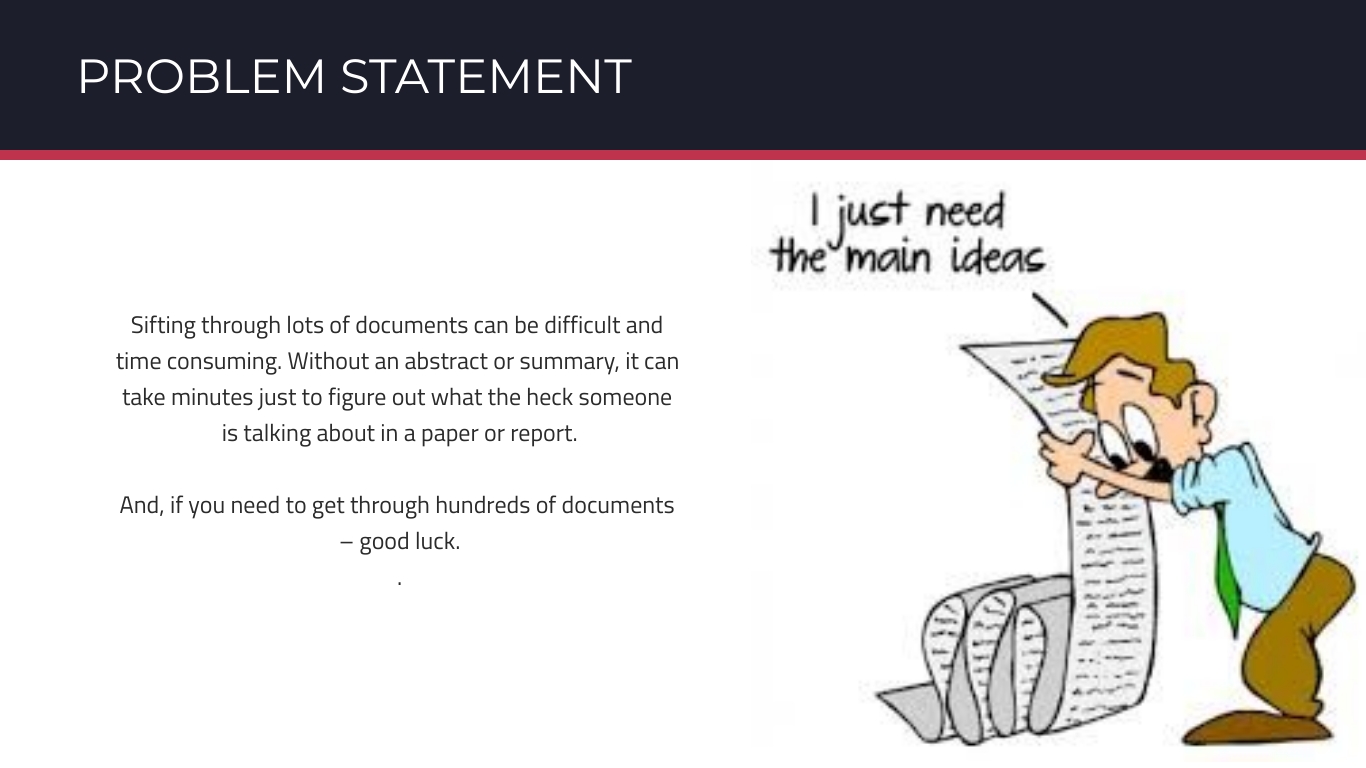 PROBLEM STATEMENT
I just need
the main ideas
Sifting through lots of documents can be difficult and
time consuming. Without an abstract or summary, it can
take minutes just to figure out what the heck someone
is talking about in a paper or report.
And, if you need to get through hundreds of documents
– good luck.
.